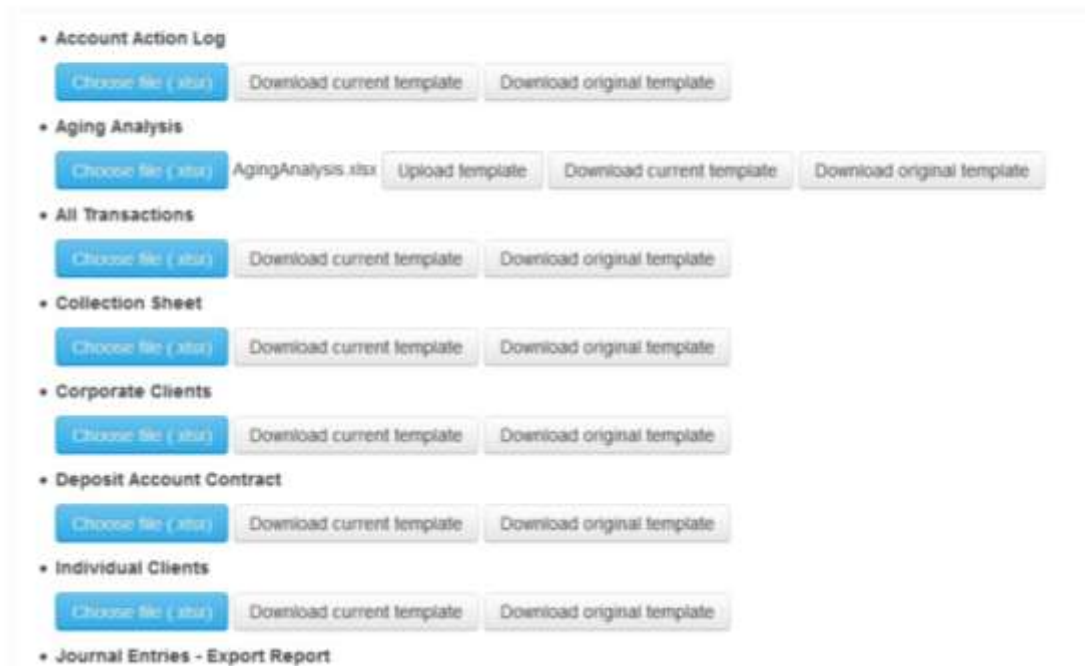 • Account Action Log
Choose file (.xlsx) Download current template Download original template
• Aging Analysis
Choose file (.xlsx) AgingAnalysis.xlsx Upload template Download current template Download original template
• All Transactions
Choose file (.xlsx) Download current template Download original template
• Collection Sheet
Choose file (.xlsx) Download current template Download original template
• Corporate Clients
Choose file (.xlsx) Download current template Download original template
• Deposit Account Contract
Choose file (.xlsx) Download current template Download original template
• Individual Clients
Choose file (.xlsx) Download current template Download original template
• Journal Entries - Export Report